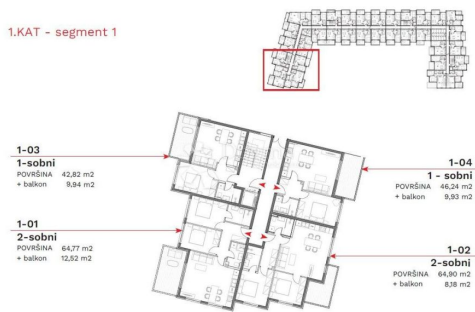 1.KAT - segment 1
1-03
1-sobni
POVRŠINA 42,82 m2
+ balkon 9,94 m2
1-04
1 - sobni
POVRŠINA 46,24 m2
+ balkon 9,93 m2
1-01
2-sobni
POVRŠINA 64,77 m2
+ balkon 12,52 m2
1-02
2-sobni
POVRŠINA 64,90 m2
+ balkon 8,18 m2